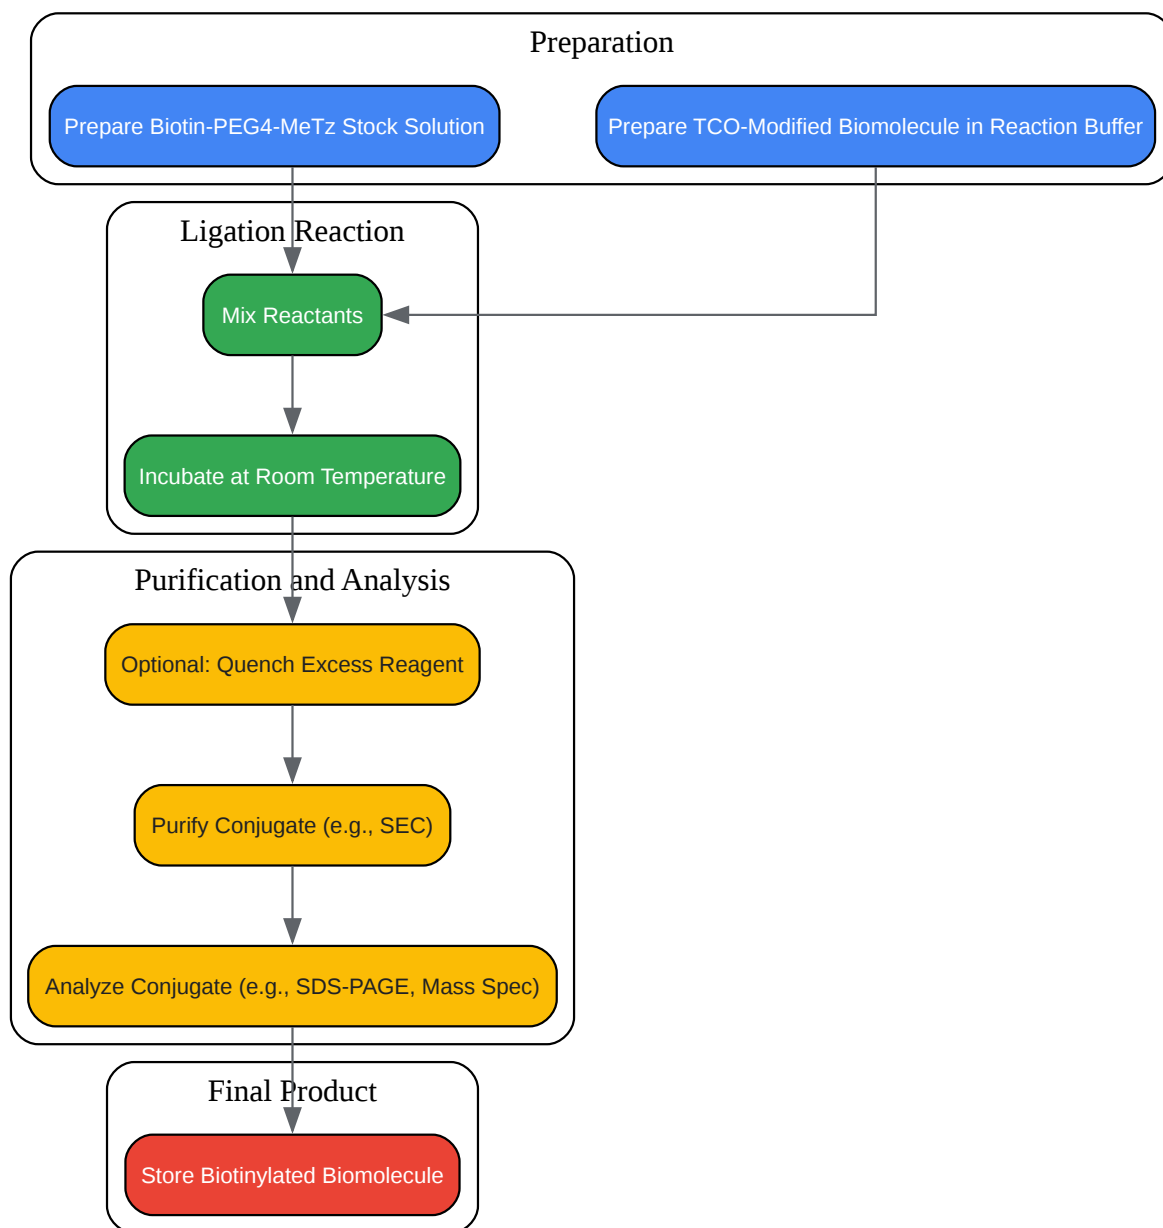 Preparation
Prepare Biotin-PEG4-MeTz Stock Solution
Prepare TCO-Modified Biomolecule in Reaction Buffer
Ligation Reaction
Mix Reactants
Incubate at Room Temperature
Purification and Analysis
Optional: Quench Excess Reagent
Purify Conjugate (e.g., SEC)
Analyze Conjugate (e.g., SDS-PAGE, Mass Spec)
Final Product
Store Biotinylated Biomolecule